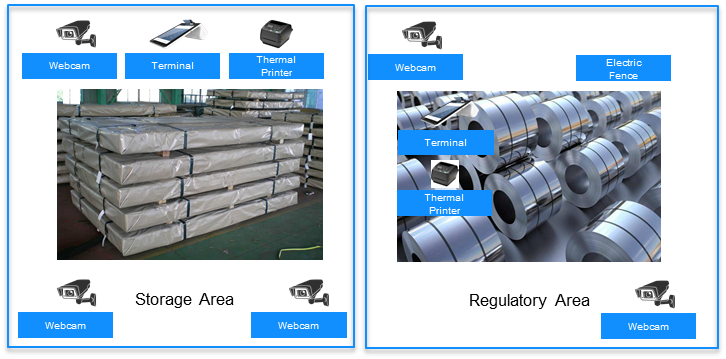 Webcam
Terminal
Thermal
Printer
Storage Area
Webcam
Webcam
Webcam
Electric
Fence
Terminal
Thermal
Printer
Regulatory Area
Webcam